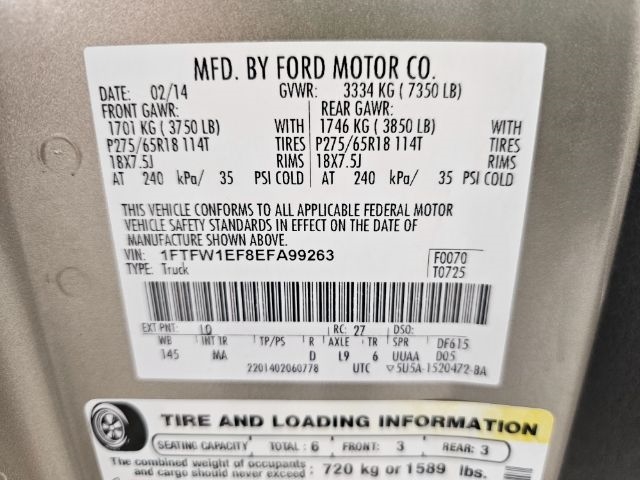 MFD. BY FORD MOTOR CO.
DATE: 02/14 GVWR: 3334 KG ( 7350 LB)
FRONT GAWR: REAR GAWR:
1701 KG ( 3750 LB) WITH 1746 KG ( 3850 LB) WITH
P275/65R18 114T TIRES P275/65R18 114T TIRES
18X7.5J RIMS 18X7.5J RIMS
AT 240 kPa/ 35 PSI COLD AT 240 kPa/ 35 PSI COLD
THIS VEHICLE CONFORMS TO ALL APPLICABLE FEDERAL MOTOR
VEHICLE SAFETY STANDARDS IN EFFECT ON THE DATE OF
MANUFACTURE SHOWN ABOVE.
VIN: 1FTFW1EF8EFA99263 F0070
TYPE: Truck T0725
EXT PNT: LQ RC: 27 DSO:
WB INT TR TP/PS R AXLE TR SPR DF615
145 MA D L9 6 UUAA D05
2201402060778 UTC ▽5U5A-1520472-BA
TIRE AND LOADING INFORMATION
SEATING CAPACITY TOTAL : 6 FRONT: 3 REAR: 3
The combined weight of occupants
and cargo should never exceed : 720 kg or 1589 lbs.